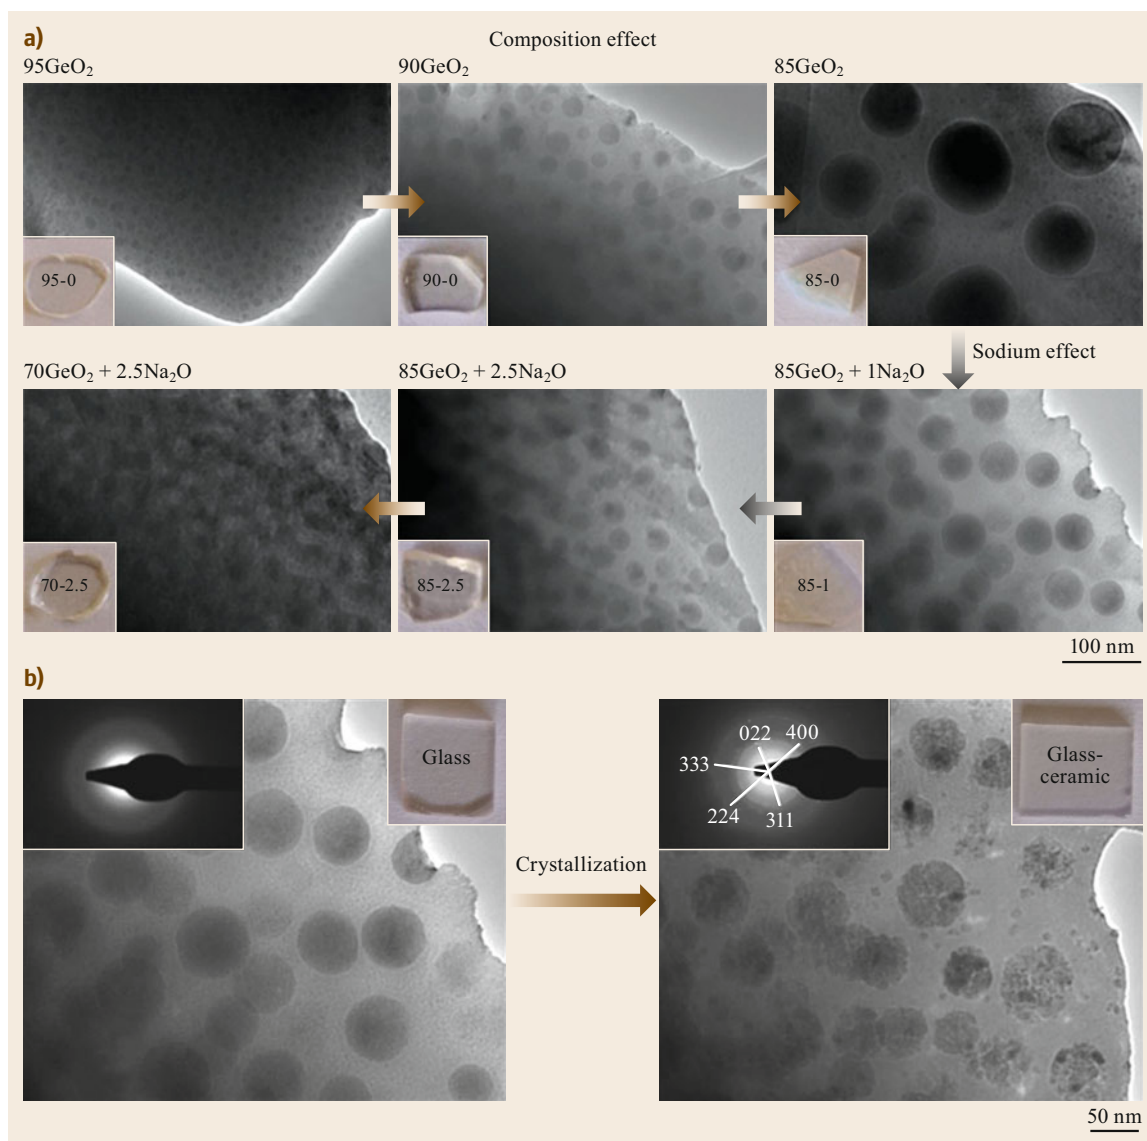 a)
Composition effect
95GeO₂
90GeO₂
85GeO₂
95-0
90-0
85-0
Sodium effect
70GeO₂ + 2.5Na₂O
85GeO₂ + 2.5Na₂O
85GeO₂ + 1Na₂O
70-2.5
85-2.5
85-1
100 nm
b)
Glass
022
400
333
224
311
Glass-
ceramic
Crystallization
50 nm